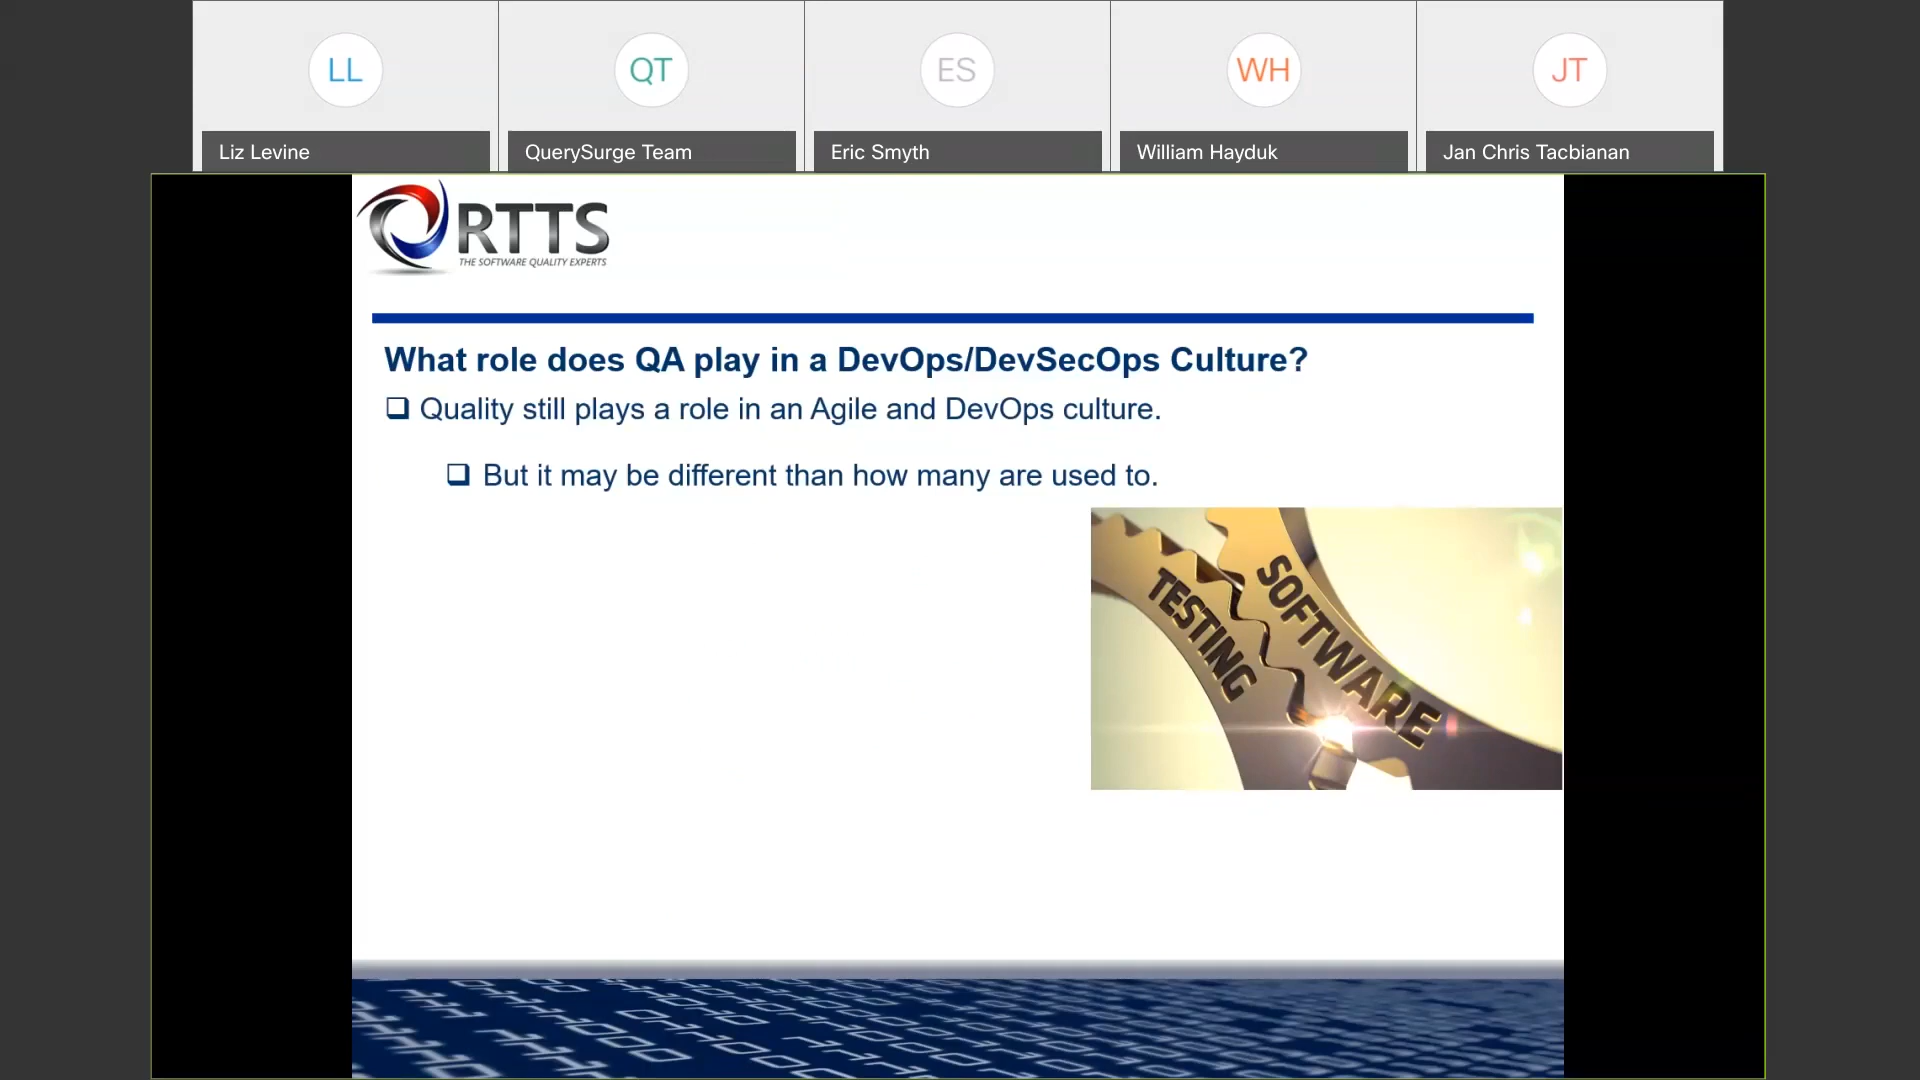 LL
QT
ES
WH
JT
Liz Levine
QuerySurge Team
Eric Smyth
William Hayduk
Jan Chris Tacbianan
RTTS
THE SOFTWARE QUALITY EXPERTS
What role does QA play in a DevOps/DevSecOps Culture?
Quality still plays a role in an Agile and DevOps culture.
But it may be different than how many are used to.
TESTING
SOFTWARE